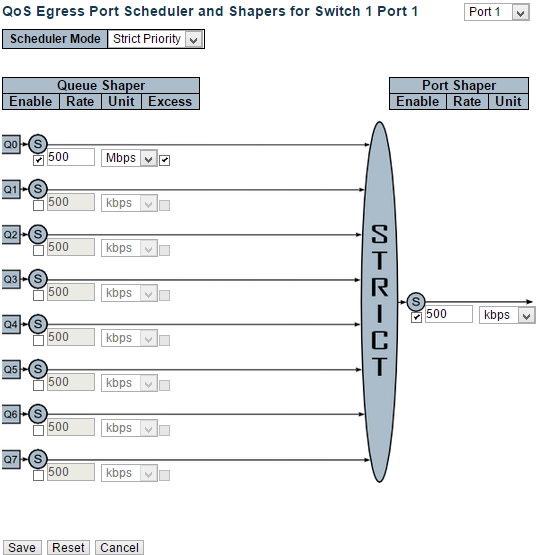 QoS Egress Port Scheduler and Shapers for Switch 1 Port 1 Port 1
Scheduler Mode Strict Priority
Queue Shaper Port Shaper
Enable Rate Unit Excess Enable Rate Unit
Q0 S
500 Mbps
Q1 S
500 kbps
Q2 S
500 kbps
Q3 S
500 kbps
Q4 S
500 kbps
Q5 S
500 kbps
Q6 S
500 kbps
Q7 S
500 kbps
STRICT
S
500 kbps
Save Reset Cancel